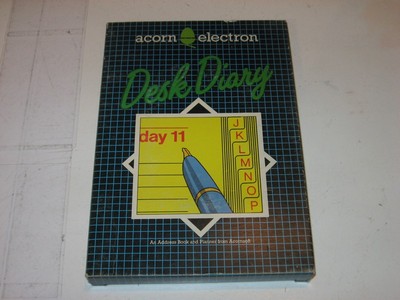 acorn electron
Desk Diary
day 11
J
K
L
M
N
O
P
An Address Book and Planner from Acornsoft